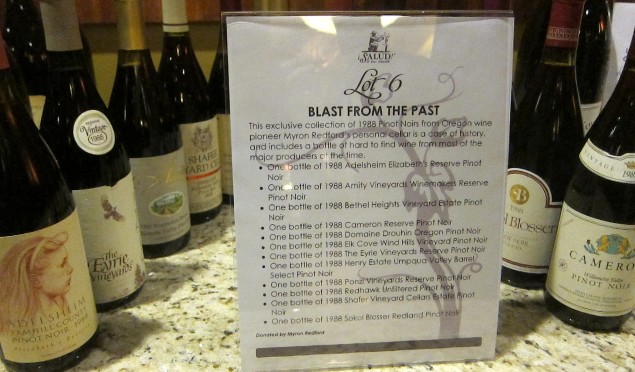 ¡SALUD!
Lot 6
BLAST FROM THE PAST
This exclusive collection of 1988 Pinot Noirs from Oregon wine
pioneer Myron Redford's personal cellar is a case of history,
and includes a bottle of hard to find wine from most of the
major producers of the time.
• One bottle of 1988 Adelsheim Elizabeth's Reserve Pinot
Noir
• One bottle of 1988 Amity Vineyards Winemakers Reserve
Pinot Noir
• One bottle of 1988 Bethel Heights Vineyard Estate Pinot
Noir
• One bottle of 1988 Cameron Reserve Pinot Noir
• One bottle of 1988 Domaine Drouhin Oregon Pinot Noir
• One bottle of 1988 Elk Cove Wind Hills Vineyard Pinot Noir
• One bottle of 1988 The Eyrie Vineyards Reserve Pinot Noir
• One bottle of 1988 Henry Estate Umpqua Valley Barrel
Select Pinot Noir
• One bottle of 1988 Ponzi Vineyards Reserve Pinot Noir
• One bottle of 1988 Redhawk Unfiltered Pinot Noir
• One bottle of 1988 Shafer Vineyard Cellars Estate Pinot
Noir
• One bottle of 1988 Sokol Blosser Redland Pinot Noir
Donated by Myron Redford
ADELSHEIM
YAMHILL COUNTY
PINOT NOIR
Vintage
1988
the
Eyrie
vineyards
SHAFER
Blosser
VINTAGE
CAMERON
PINOT NOIR